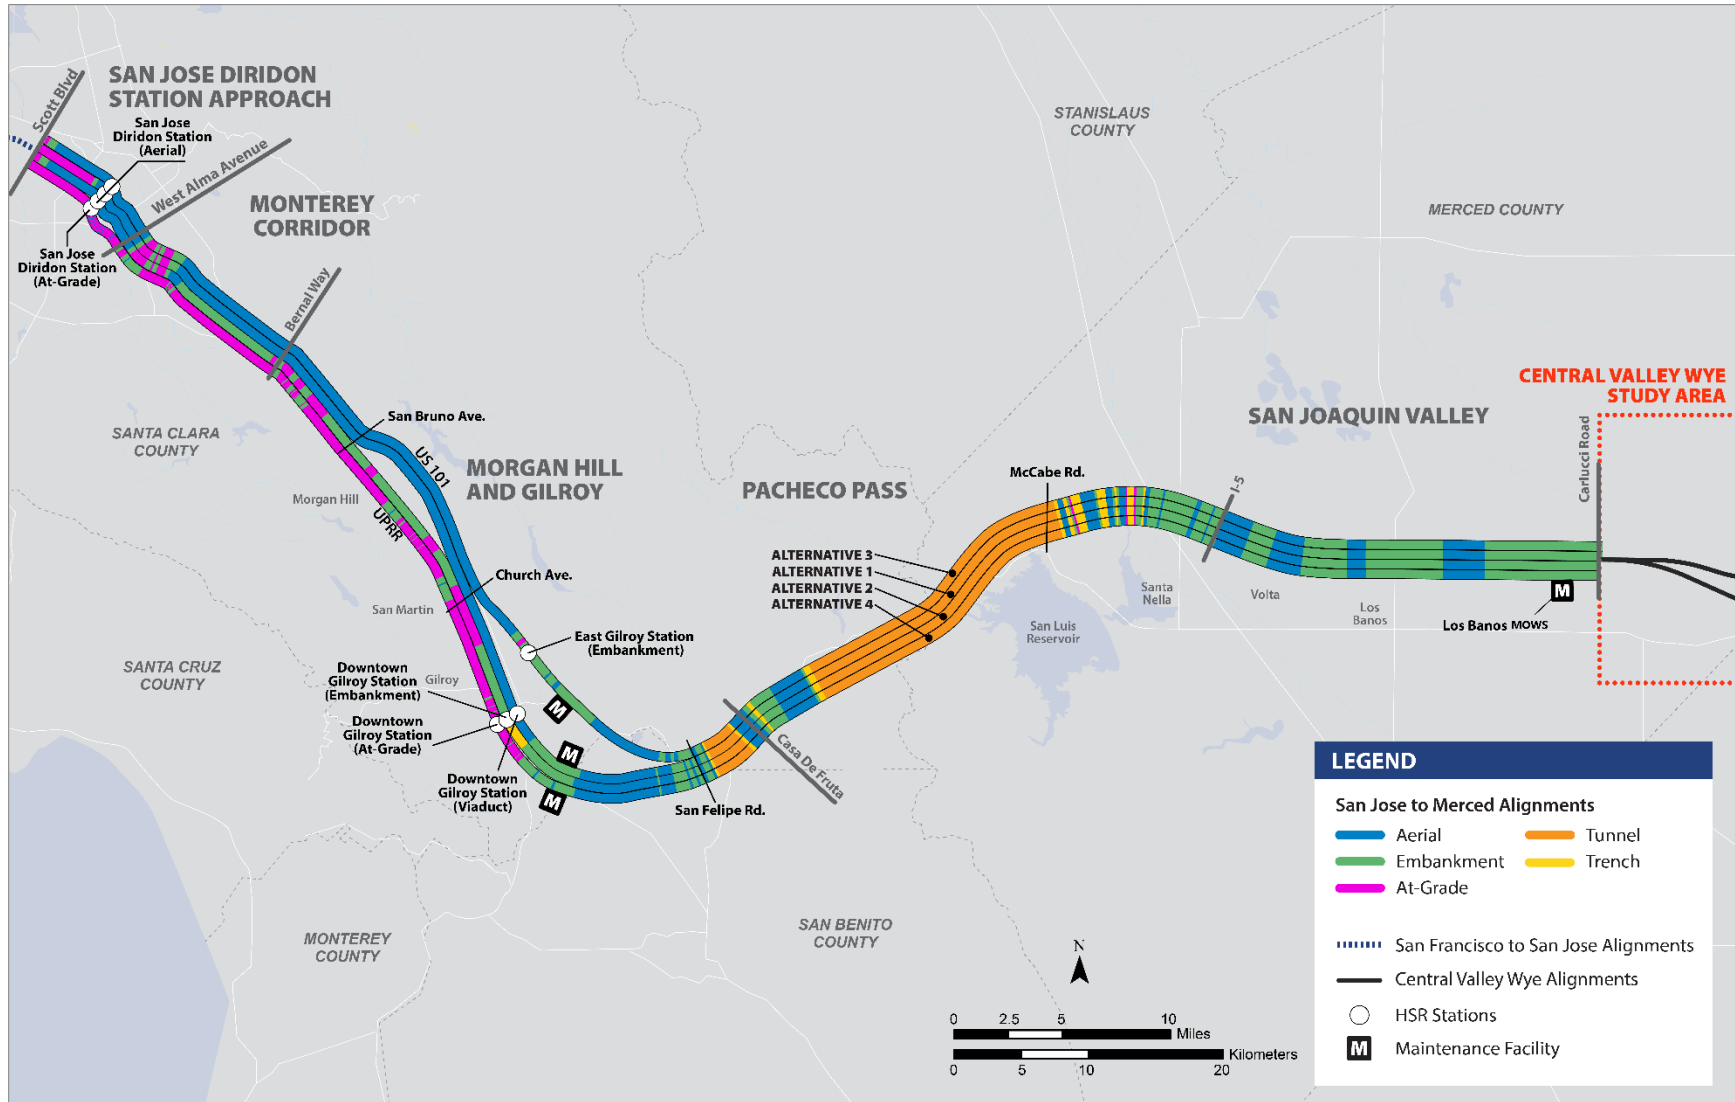 SAN JOSE DIRIDON
STATION APPROACH
Scott Blvd
San Jose
Diridon Station
(Aerial)
West Alma Avenue
MONTEREY
CORRIDOR
San Jose
Diridon Station
(At-Grade)
Bernal Way
STANISLAUS
COUNTY
MERCED COUNTY
CENTRAL VALLEY WYE
STUDY AREA
SAN JOAQUIN VALLEY
Carlucci Road
San Bruno Ave.
SANTA CLARA
COUNTY
US 101
MORGAN HILL
AND GILROY
Morgan Hill
UPRR
PACHECO PASS
McCabe Rd.
I-5
ALTERNATIVE 3
ALTERNATIVE 1
ALTERNATIVE 2
ALTERNATIVE 4
Church Ave.
San Martin
Santa
Nella
Volta
Los
Banos
M
Los Banos MOWS
San Luis
Reservoir
East Gilroy Station
(Embankment)
SANTA CRUZ
COUNTY
Downtown
Gilroy Station
(Embankment)
Gilroy
Downtown
Gilroy Station
(At-Grade)
M
M
M
Downtown
Gilroy Station
(Viaduct)
San Felipe Rd.
Casa De Fruta
MONTEREY
COUNTY
SAN BENITO
COUNTY
N
0 2.5 5 10
Miles
Kilometers
0 5 10 20
LEGEND
San Jose to Merced Alignments
Aerial
Tunnel
Embankment
Trench
At-Grade
San Francisco to San Jose Alignments
Central Valley Wye Alignments
HSR Stations
M
Maintenance Facility